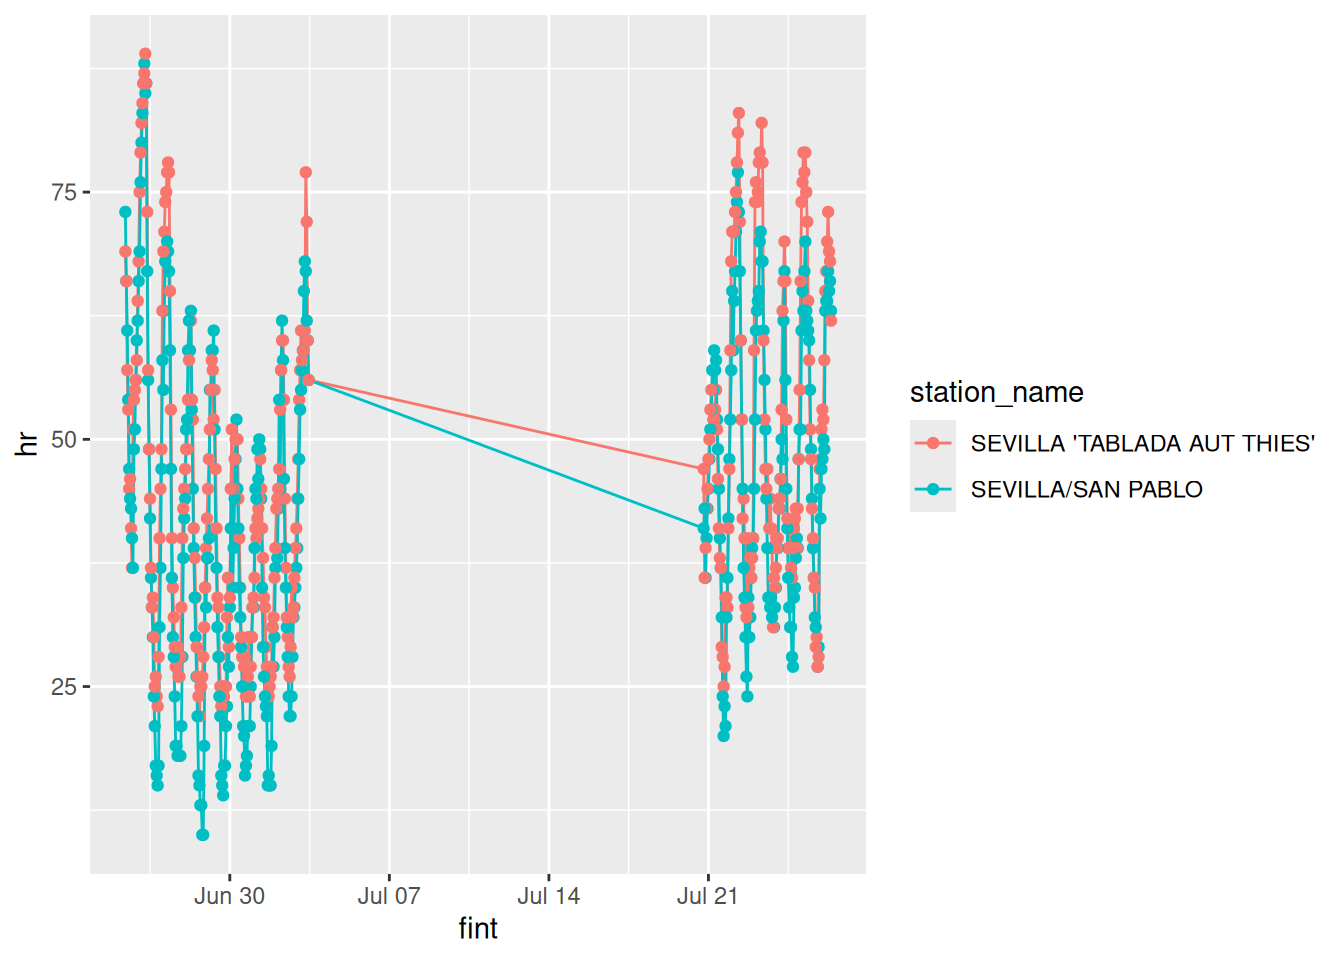 75
50
25
hr
Jun 30
Jul 07
Jul 14
Jul 21
fint
station_name
SEVILLA 'TABLADA AUT THIES'
SEVILLA/SAN PABLO